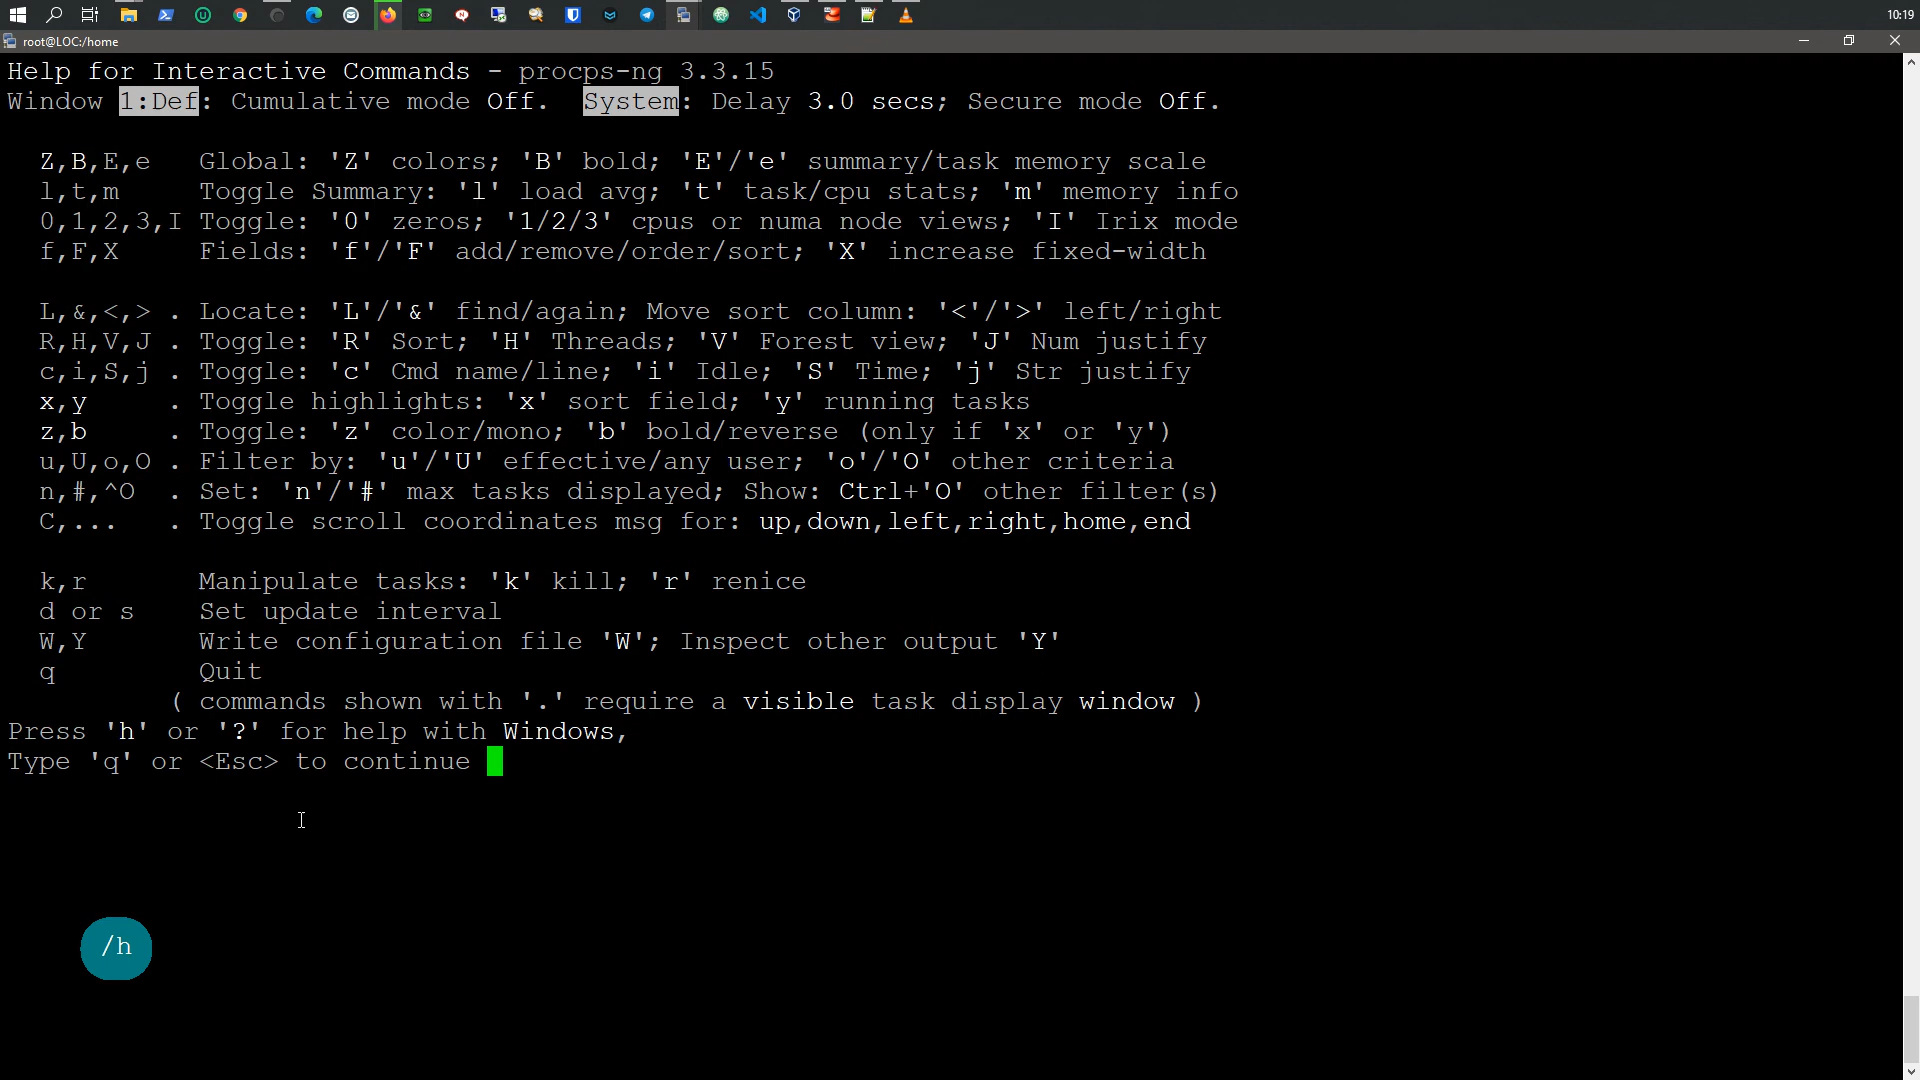 10:19
root@LOC:/home
Help for Interactive Commands - procps-ng 3.3.15
Window 1:Def: Cumulative mode Off.  System: Delay 3.0 secs; Secure mode Off.
Z,B,E,e   Global: 'Z' colors; 'B' bold; 'E'/'e' summary/task memory scale
l,t,m     Toggle Summary: 'l' load avg; 't' task/cpu stats; 'm' memory info
0,1,2,3,I Toggle: '0' zeros; '1/2/3' cpus or numa node views; 'I' Irix mode
f,F,X     Fields: 'f'/'F' add/remove/order/sort; 'X' increase fixed-width
L,&,<,> . Locate: 'L'/'&' find/again; Move sort column: '<'/'>' left/right
R,H,V,J . Toggle: 'R' Sort; 'H' Threads; 'V' Forest view; 'J' Num justify
c,i,S,j . Toggle: 'c' Cmd name/line; 'i' Idle; 'S' Time; 'j' Str justify
x,y     . Toggle highlights: 'x' sort field; 'y' running tasks
z,b     . Toggle: 'z' color/mono; 'b' bold/reverse (only if 'x' or 'y')
u,U,o,O . Filter by: 'u'/'U' effective/any user; 'o'/'O' other criteria
n,#,^O  . Set: 'n'/'#' max tasks displayed; Show: Ctrl+'O' other filter(s)
C,...   . Toggle scroll coordinates msg for: up,down,left,right,home,end
k,r       Manipulate tasks: 'k' kill; 'r' renice
d or s    Set update interval
W,Y       Write configuration file 'W'; Inspect other output 'Y'
q         Quit
( commands shown with '.' require a visible task display window )
Press 'h' or '?' for help with Windows,
Type 'q' or <Esc> to continue
/h